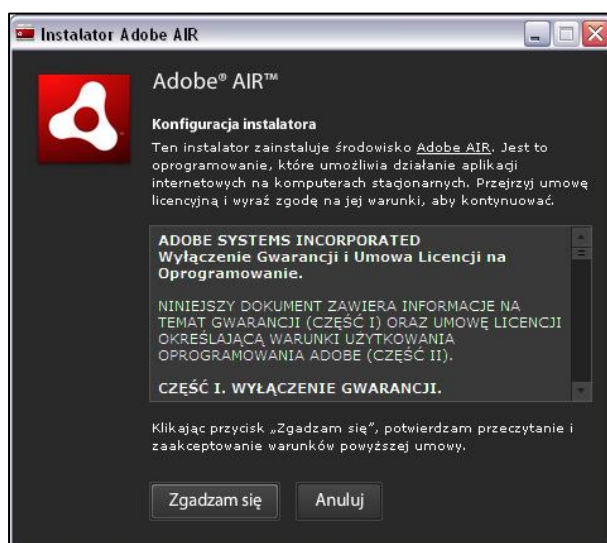 Instalator Adobe AIR
Adobe® AIR™
Konfiguracja instalatora
Ten instalator zainstaluje środowisko Adobe AIR. Jest to
oprogramowanie, które umożliwia działanie aplikacji
internetowych na komputerach stacjonarnych. Przejrzyj umowę
licencyjną i wyraź zgodę na jej warunki, aby kontynuować.
ADOBE SYSTEMS INCORPORATED
Wyłączenie Gwarancji i Umowa Licencji na
Oprogramowanie.
NINIEJSZY DOKUMENT ZAWIERA INFORMACJE NA
TEMAT GWARANCJI (CZĘŚĆ I) ORAZ UMOWĘ LICENCJI
OKREŚLAJĄCĄ WARUNKI UŻYTKOWANIA
OPROGRAMOWANIA ADOBE (CZĘŚĆ II).
CZĘŚĆ I. WYŁĄCZENIE GWARANCJI.
Klikając przycisk „Zgadzam się”, potwierdzam przeczytanie i
zaakceptowanie warunków powyższej umowy.
Zgadzam się
Anuluj